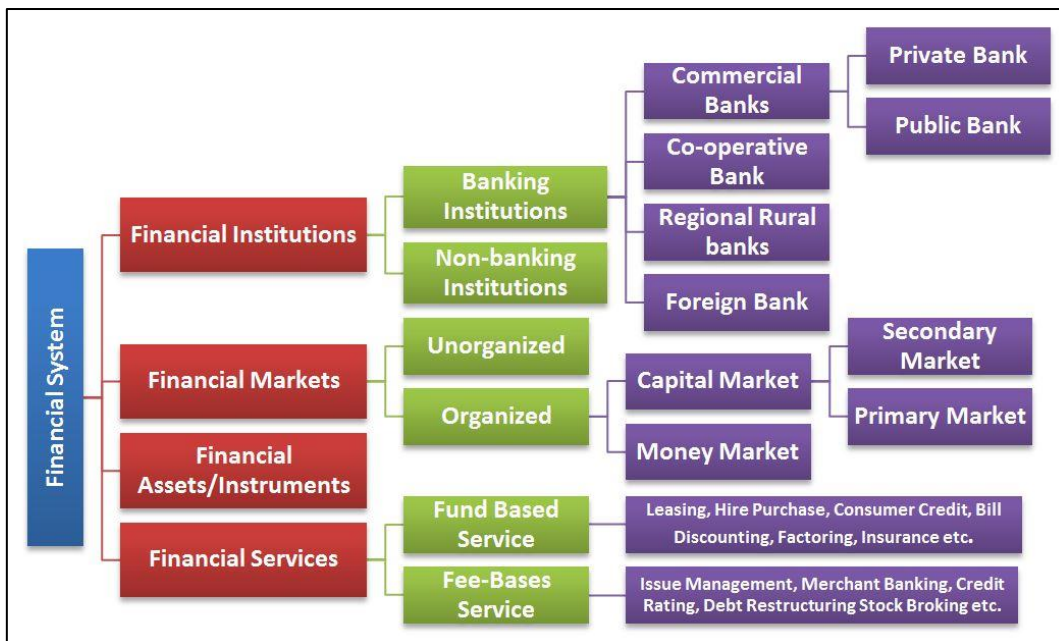 Financial System
Financial Institutions
Banking
Institutions
Commercial
Banks
Private Bank
Public Bank
Co-operative
Bank
Regional Rural
banks
Foreign Bank
Non-banking
Institutions
Financial Markets
Unorganized
Organized
Capital Market
Secondary
Market
Primary Market
Money Market
Financial
Assets/Instruments
Financial Services
Fund Based
Service
Leasing, Hire Purchase, Consumer Credit, Bill
Discounting, Factoring, Insurance etc.
Fee-Bases
Service
Issue Management, Merchant Banking, Credit
Rating, Debt Restructuring Stock Broking etc.